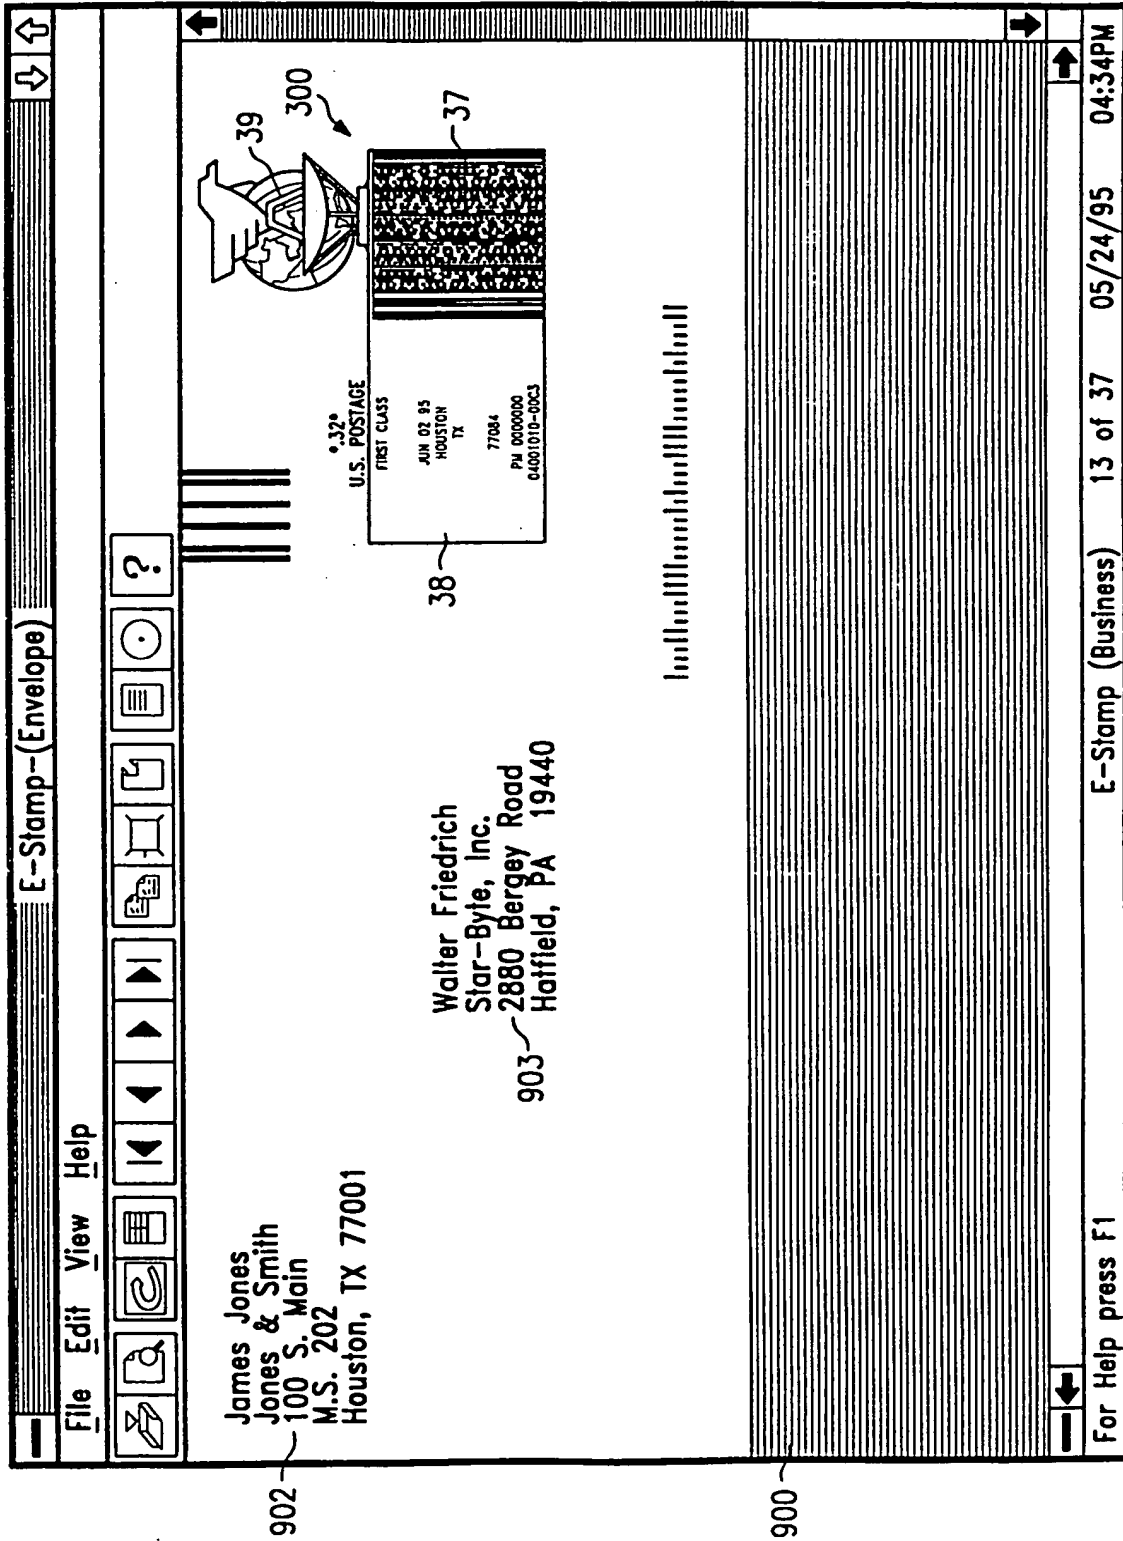 E-Stamp-(Envelope)
File Edit View Help
?
James Jones
Jones & Smith
100 S. Main
M.S. 202
Houston, TX 77001
902
.32¢
U.S. POSTAGE
FIRST CLASS
JUN 02 95
HOUSTON
TX
77084
PM 0000000
04001010-00C3
38
39
300
37
Walter Friedrich
Star-Byte, Inc.
2880 Bergey Road
Hatfield, PA 19440
903
900
For Help press F1 E-Stamp (Business) 13 of 37 05/24/95 04:34PM